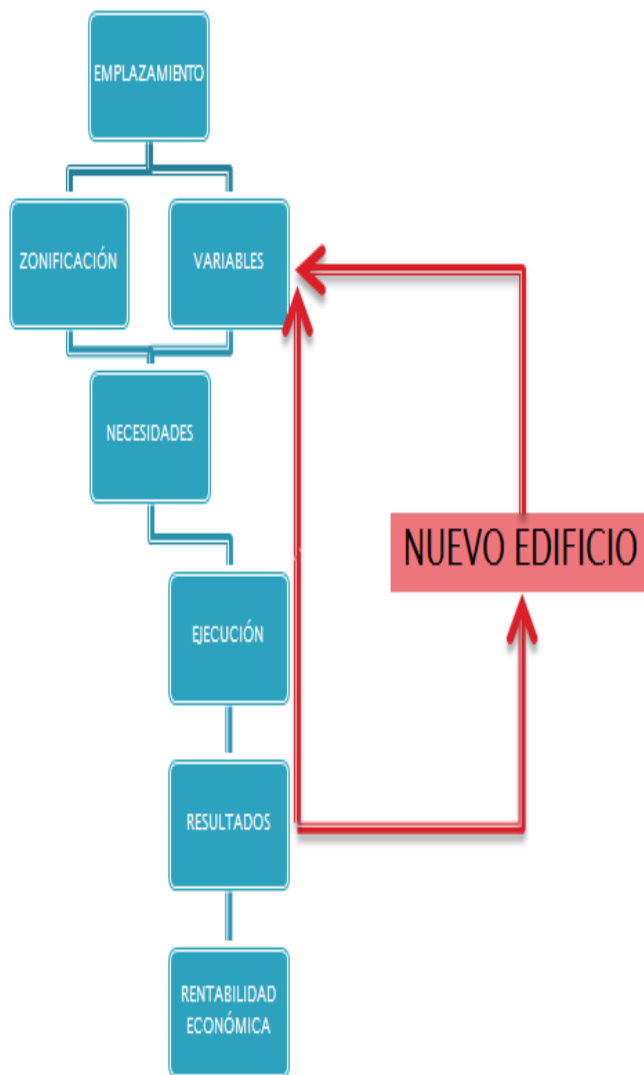 EMPLAZAMIENTO
ZONIFICACIÓN
VARIABLES
NECESIDADES
NUEVO EDIFICIO
EJECUCIÓN
RESULTADOS
RENTABILIDAD
ECONÓMICA